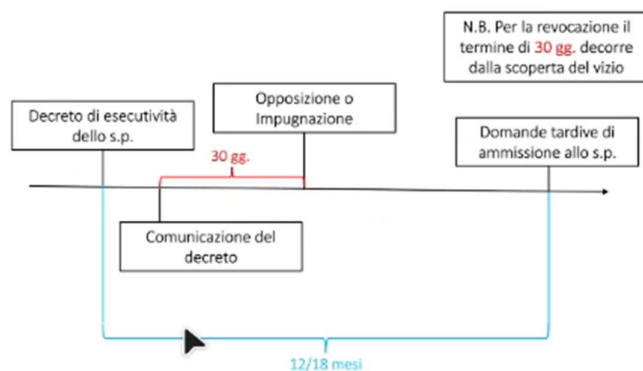 N.B. Per la revocazione il
termine di 30 gg. decorre
dalla scoperta del vizio
Opposizione o
Impugnazione
Decreto di esecutività
dello s.p.
Domande tardive di
ammissione allo s.p.
30 gg.
Comunicazione del
decreto
12/18 mesi